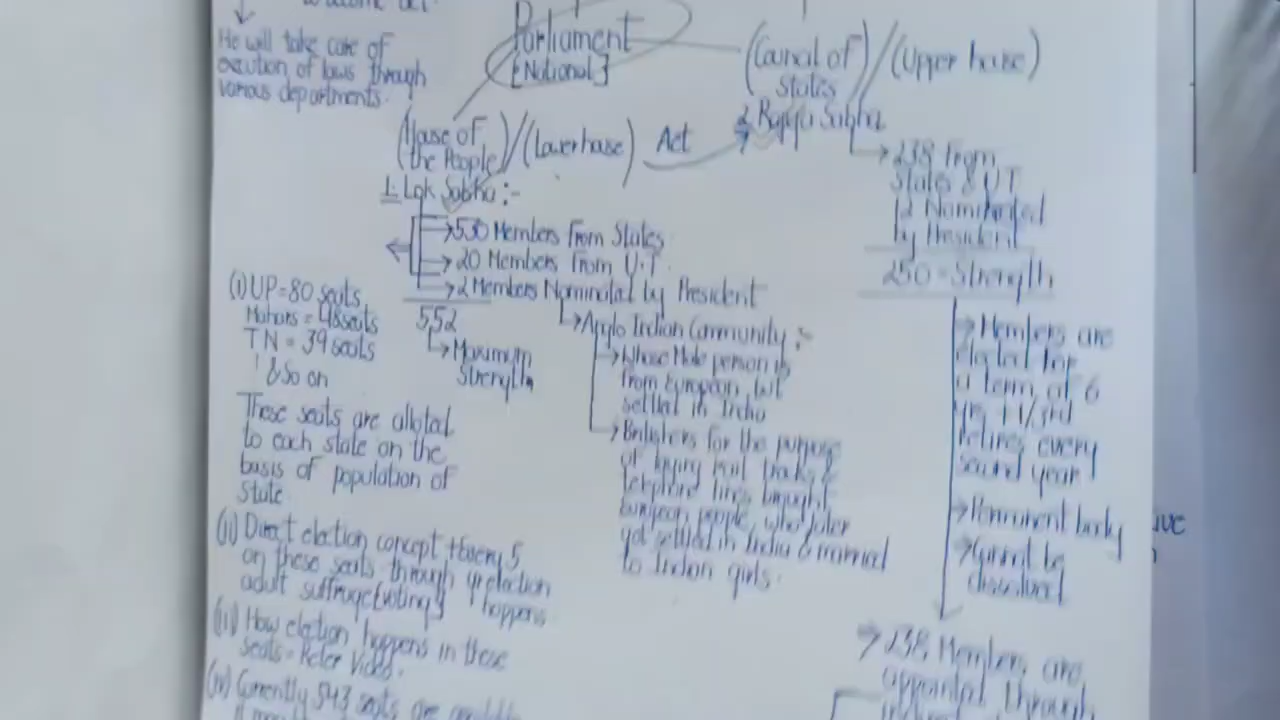 He will take care of
execution of laws through
various departments.
Parliament
[National]
(Council of States) / (Upper house)
(House of the People) / (Lower house) Act
2. Rajya Sabha
→ 238 From
States & UT
12 Nominated
by President
250 = Strength
1. Lok Sabha :-
→ 530 Members From States
→ 20 Members From U.T
→ 2 Members Nominated by President
552
→ Maximum
Strength
→ Anglo Indian Community :-
→ Whose Male person is
from European, but
settled in India
→ Britishers for the purpose
of laying rail tracks &
telephone lines brought
European people, who later
got settled in India & married
to Indian girls.
(i) UP = 80 seats
= 48 seats
TN = 39 seats
& So on
These seats are alloted
to each state on the
basis of population of
State.
(ii) Direct election concept + Every 5
on these seats through yr election
adult suffrage (voting) happens
(iii) How election happens in these
seats - Refer Video.
(iv) Currently 543 seats are
→ Members are
elected for
a term of 6
yrs + 1/3rd
retires every
second year
→ Permanent body
→ Cannot be
dissolved
→ 238 Members are
appointed through